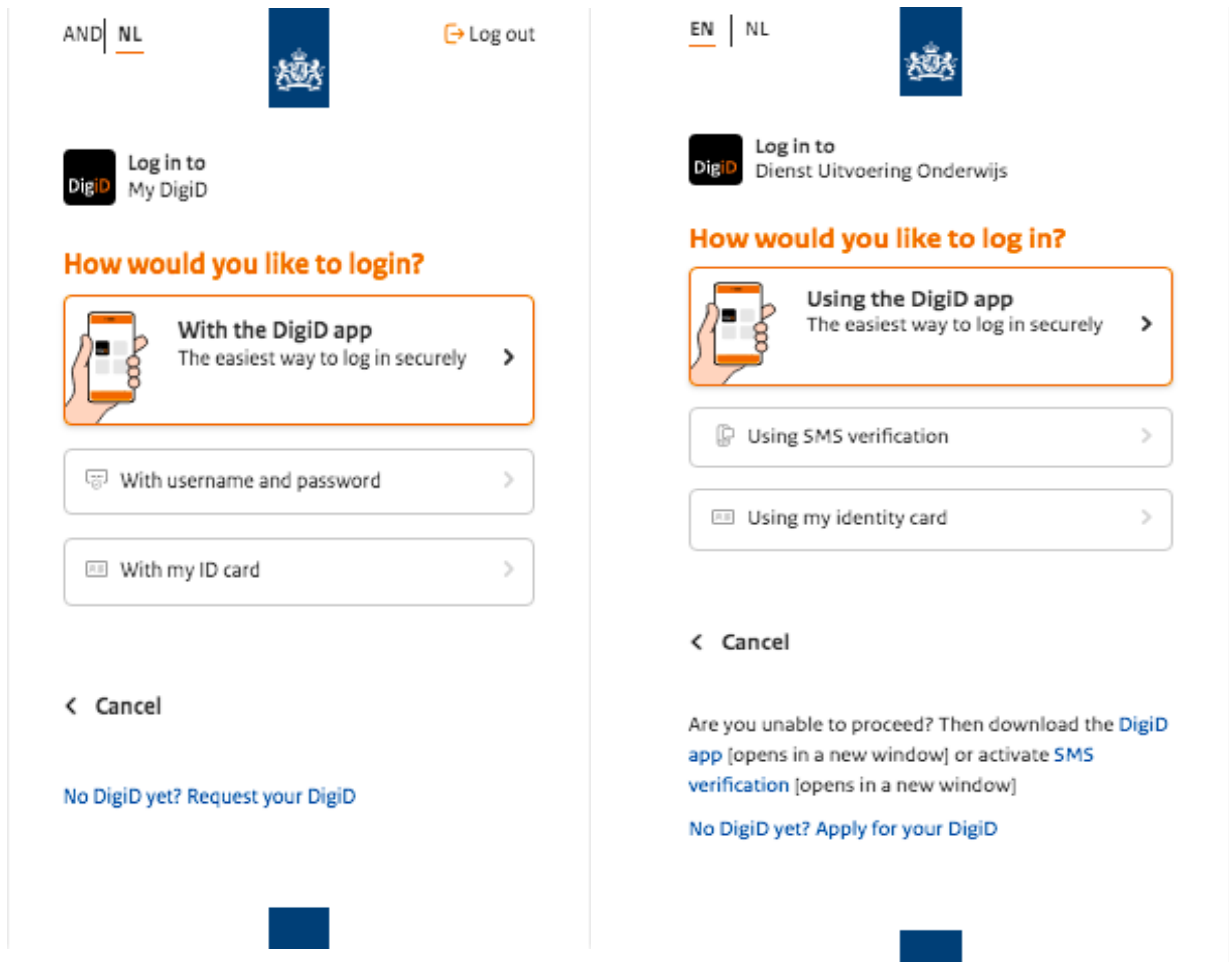 AND NL
Log out
DigiD
Log in to
My DigiD
How would you like to login?
With the DigiD app
The easiest way to log in securely
With username and password
With my ID card
Cancel
No DigiD yet? Request your DigiD
EN NL
DigiD
Log in to
Dienst Uitvoering Onderwijs
How would you like to log in?
Using the DigiD app
The easiest way to log in securely
Using SMS verification
Using my identity card
Cancel
Are you unable to proceed? Then download the DigiD
app [opens in a new window] or activate SMS
verification [opens in a new window]
No DigiD yet? Apply for your DigiD